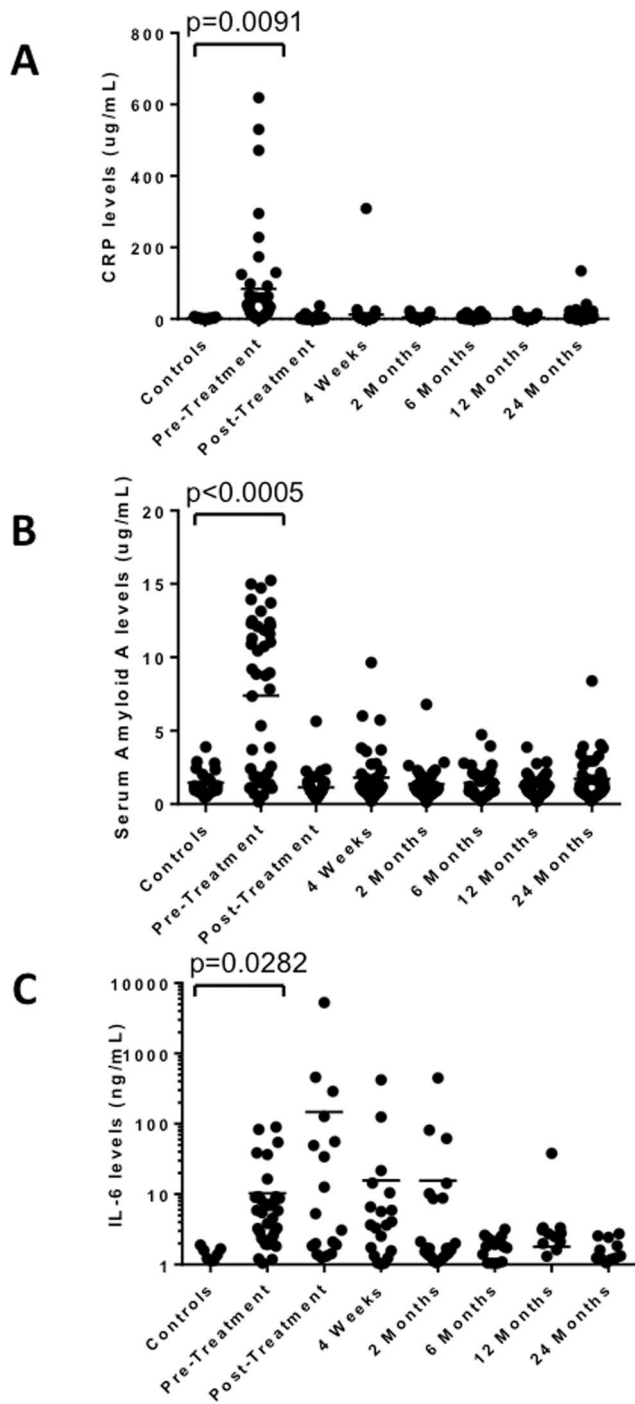 A
p=0.0091
CRP levels (ug/mL)
800
600
400
200
0
Controls
Pre-Treatment
Post-Treatment
4 Weeks
2 Months
6 Months
12 Months
24 Months
B
p<0.0005
Serum Amyloid A levels (ug/mL)
20
15
10
5
0
Controls
Pre-Treatment
Post-Treatment
4 Weeks
2 Months
6 Months
12 Months
24 Months
C
p=0.0282
IL-6 levels (ng/mL)
10000
1000
100
10
1
Controls
Pre-Treatment
Post-Treatment
4 Weeks
2 Months
6 Months
12 Months
24 Months